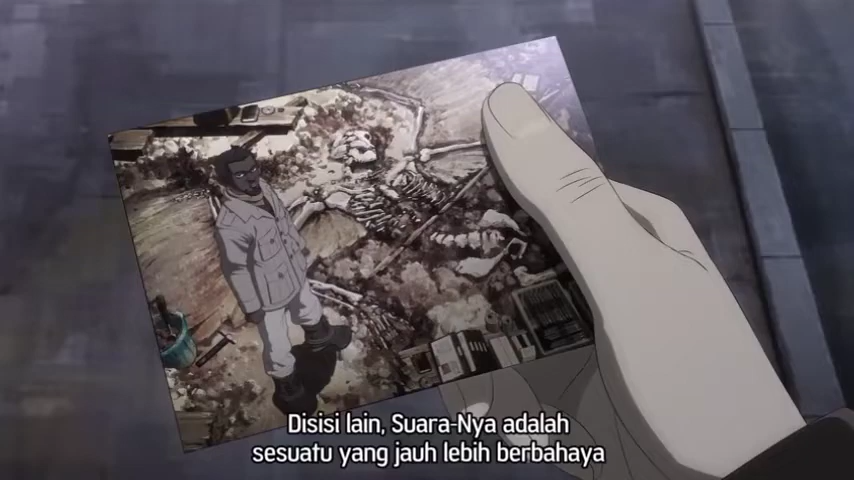 Disisi lain, Suara-Nya adalah
sesuatu yang jauh lebih berbahaya